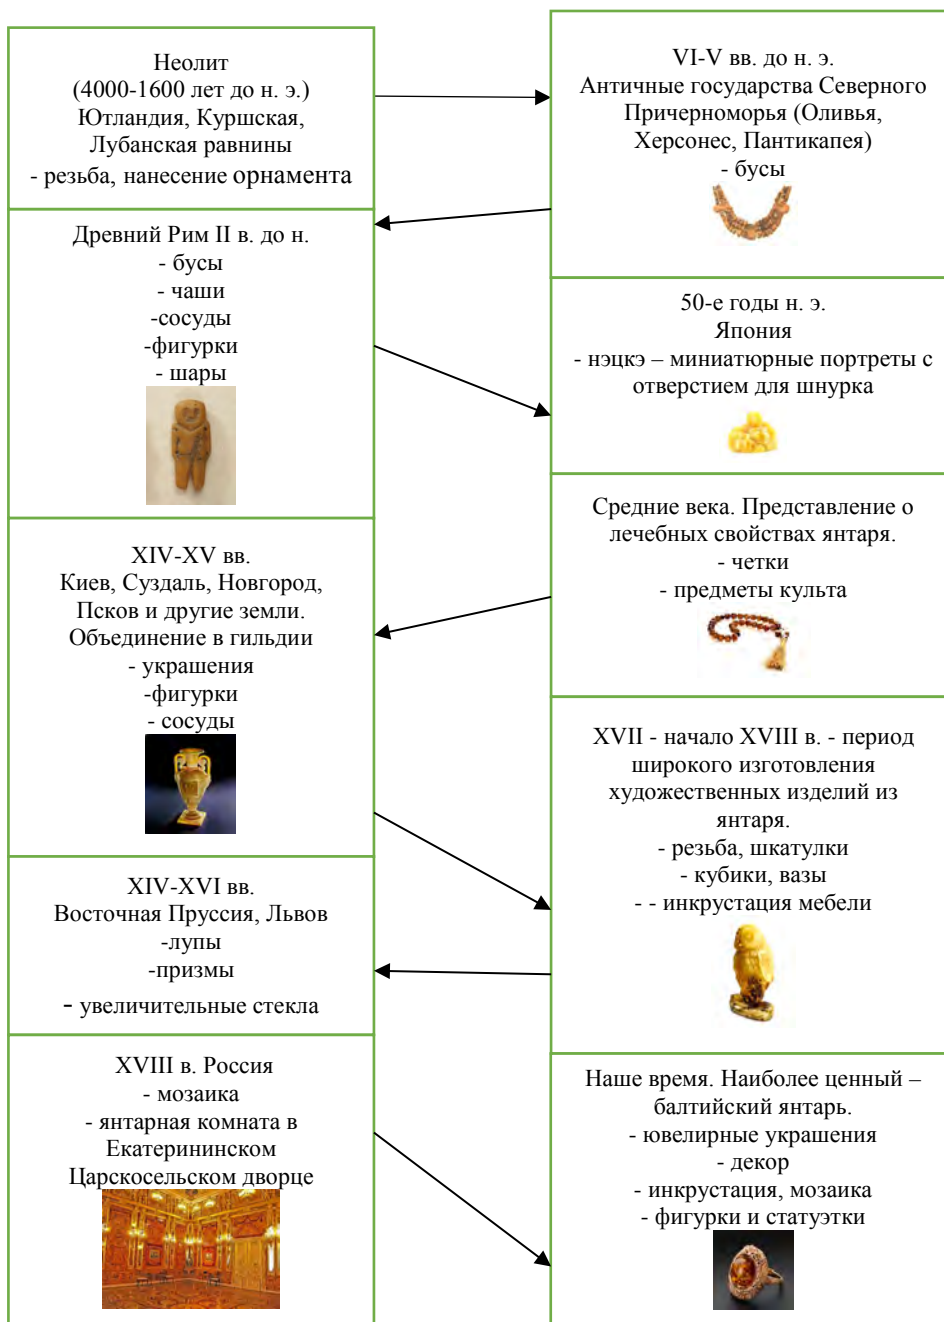 Неолит
(4000-1600 лет до н. э.)
Ютландия, Куршская,
Лубанская равнины
- резьба, нанесение орнамента
VI-V вв. до н. э.
Античные государства Северного
Причерноморья (Оливья,
Херсонес, Пантикапея)
- бусы
Древний Рим II в. до н.
- бусы
- чаши
-сосуды
-фигурки
- шары
50-е годы н. э.
Япония
- нэцкэ – миниатюрные портреты с
отверстием для шнурка
Средние века. Представление о
лечебных свойствах янтаря.
- четки
- предметы культа
XIV-XV вв.
Киев, Суздаль, Новгород,
Псков и другие земли.
Объединение в гильдии
- украшения
-фигурки
- сосуды
XVII - начало XVIII в. - период
широкого изготовления
художественных изделий из
янтаря.
- резьба, шкатулки
- кубики, вазы
- - инкрустация мебели
XIV-XVI вв.
Восточная Пруссия, Львов
-лупы
-призмы
- увеличительные стекла
XVIII в. Россия
- мозаика
- янтарная комната в
Екатерининском
Царскосельском дворце
Наше время. Наиболее ценный –
балтийский янтарь.
- ювелирные украшения
- декор
- инкрустация, мозаика
- фигурки и статуэтки